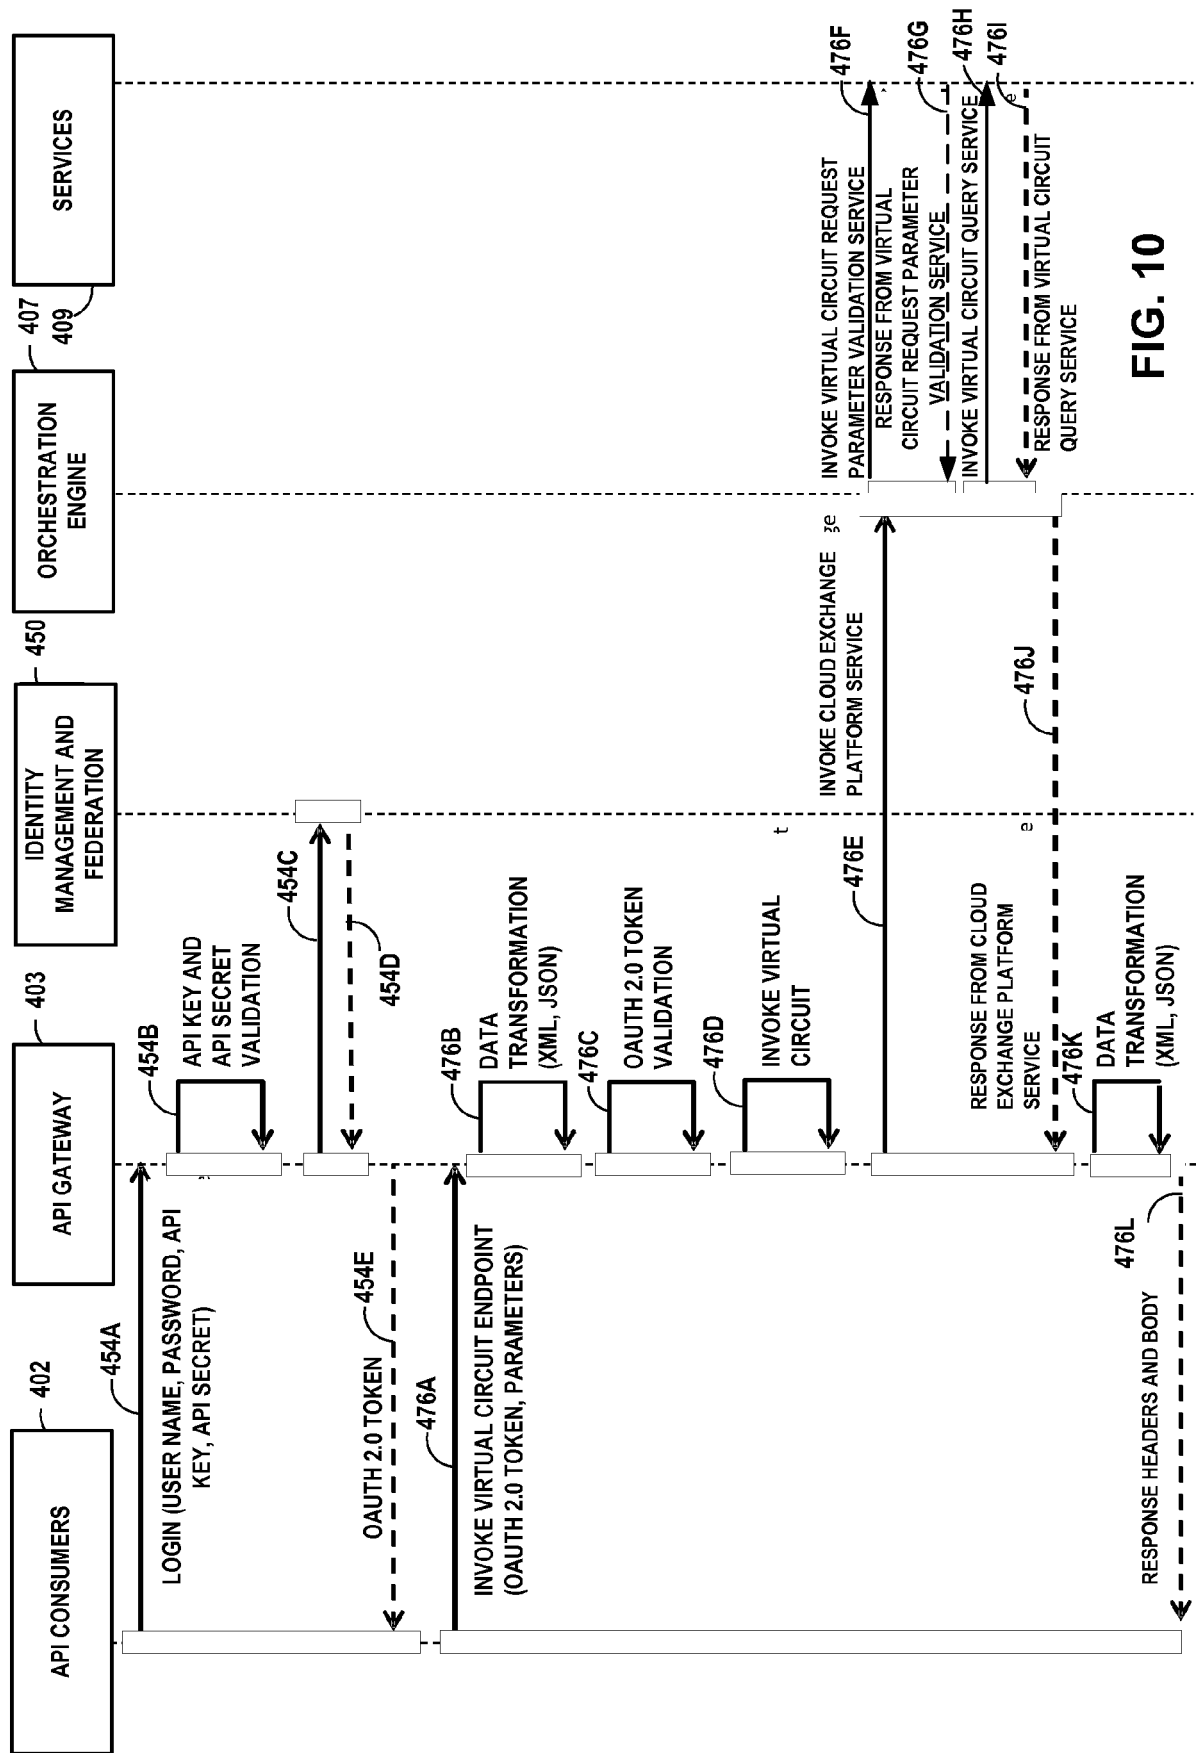 API CONSUMERS
402
API GATEWAY
403
IDENTITY
MANAGEMENT AND
FEDERATION
450
ORCHESTRATION
ENGINE
407
SERVICES
409
454A
LOGIN (USER NAME, PASSWORD, API
KEY, API SECRET)
454B
API KEY AND
API SECRET
VALIDATION
454C
454D
454E
OAUTH 2.0 TOKEN
476A
INVOKE VIRTUAL CIRCUIT ENDPOINT
(OAUTH 2.0 TOKEN, PARAMETERS)
476B
DATA
TRANSFORMATION
(XML, JSON)
476C
OAUTH 2.0 TOKEN
VALIDATION
476D
INVOKE VIRTUAL
CIRCUIT
t
476E
INVOKE CLOUD EXCHANGE
PLATFORM SERVICE
ge
476F
INVOKE VIRTUAL CIRCUIT REQUEST
PARAMETER VALIDATION SERVICE
476G
RESPONSE FROM VIRTUAL
CIRCUIT REQUEST PARAMETER
VALIDATION SERVICE
476H
INVOKE VIRTUAL CIRCUIT QUERY SERVICE
476I
e
RESPONSE FROM VIRTUAL CIRCUIT
QUERY SERVICE
476J
e
RESPONSE FROM CLOUD
EXCHANGE PLATFORM
SERVICE
476K
DATA
TRANSFORMATION
(XML, JSON)
476L
RESPONSE HEADERS AND BODY
FIG. 10